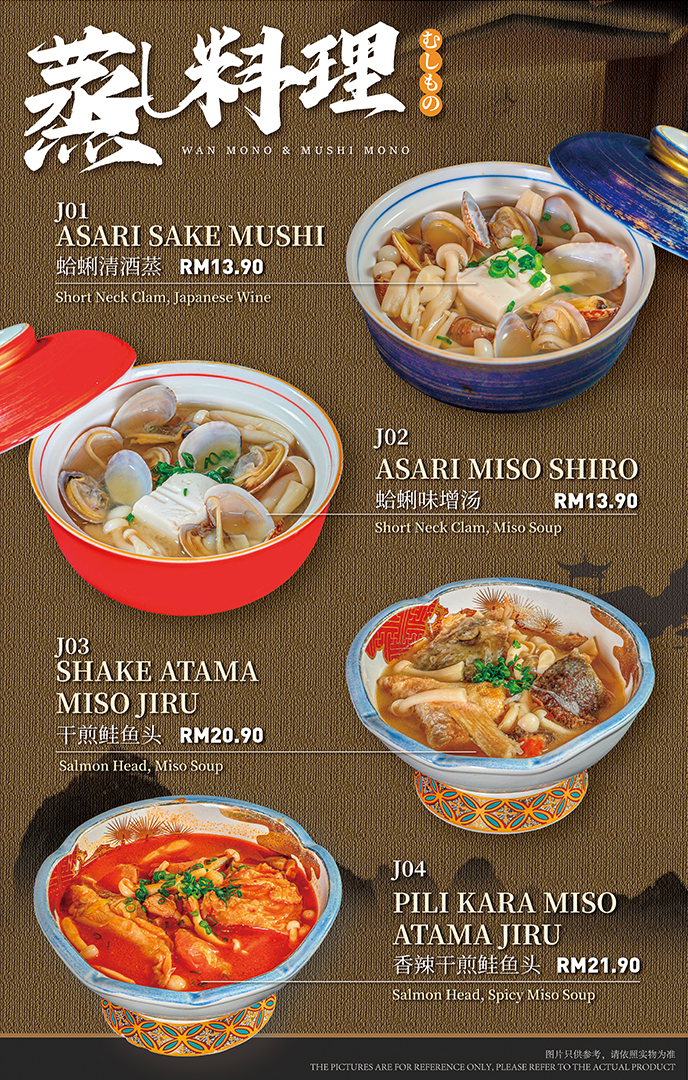 蒸し料理
むしもの
WAN MONO & MUSHI MONO
J01
ASARI SAKE MUSHI
蛤蜊清酒蒸 RM13.90
Short Neck Clam, Japanese Wine
J02
ASARI MISO SHIRO
蛤蜊味增汤 RM13.90
Short Neck Clam, Miso Soup
J03
SHAKE ATAMA
MISO JIRU
干煎鲑鱼头 RM20.90
Salmon Head, Miso Soup
J04
PILI KARA MISO
ATAMA JIRU
香辣干煎鲑鱼头 RM21.90
Salmon Head, Spicy Miso Soup
图片只供参考，请依照实物为准
THE PICTURES ARE FOR REFERENCE ONLY, PLEASE REFER TO THE ACTUAL PRODUCT